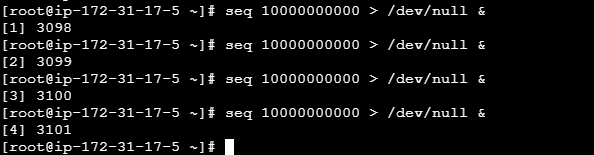 [root@ip-172-31-17-5 ~]# seq 10000000000 > /dev/null &
[1] 3098
[root@ip-172-31-17-5 ~]# seq 10000000000 > /dev/null &
[2] 3099
[root@ip-172-31-17-5 ~]# seq 10000000000 > /dev/null &
[3] 3100
[root@ip-172-31-17-5 ~]# seq 10000000000 > /dev/null &
[4] 3101
[root@ip-172-31-17-5 ~]#